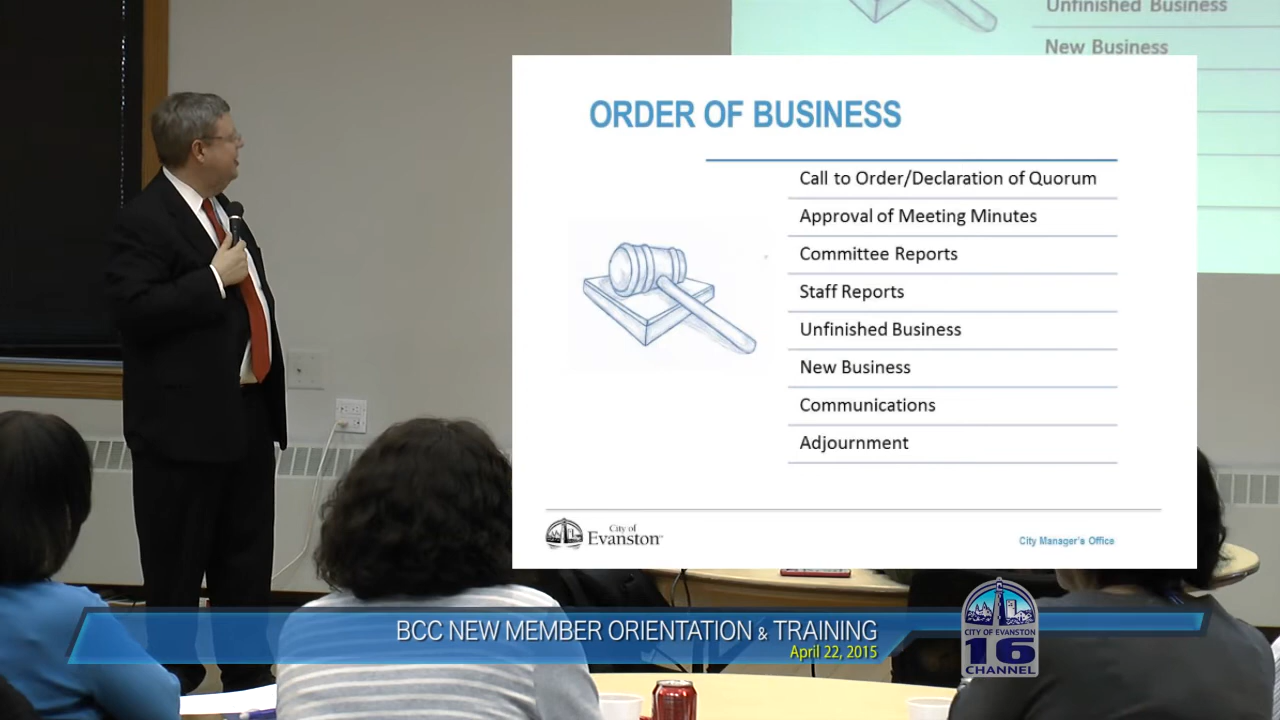 Unfinished Business
New Business
ORDER OF BUSINESS
Call to Order/Declaration of Quorum
Approval of Meeting Minutes
Committee Reports
Staff Reports
Unfinished Business
New Business
Communications
Adjournment
City of
Evanston
City Manager's Office
BCC NEW MEMBER ORIENTATION & TRAINING
April 22, 2015
CITY OF EVANSTON
16
CHANNEL